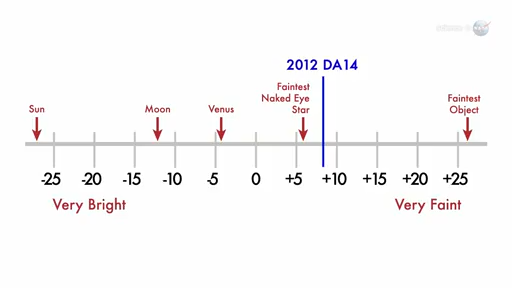 2012 DA14
Faintest
Naked Eye
Star
Faintest
Object
Sun
Moon
Venus
-25 -20 -15 -10 -5 0 +5 +10 +15 +20 +25
Very Bright
Very Faint